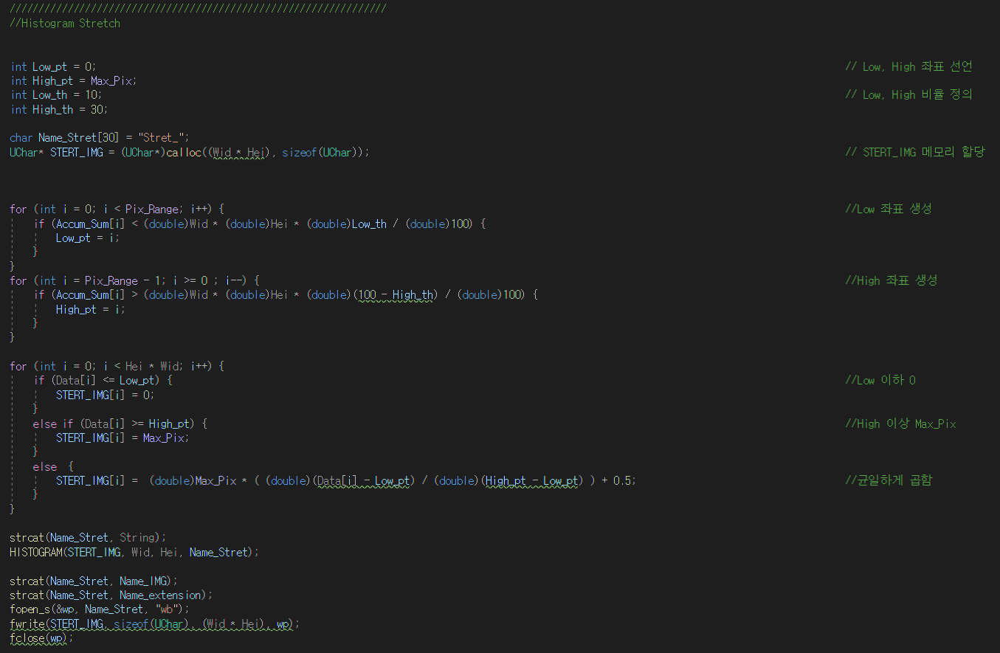 //////////////////////////////////////////////////////////////////
//Histogram Stretch
int Low_pt = 0; // Low, High 좌표 선언
int High_pt = Max_Pix;
int Low_th = 10; // Low, High 비율 정의
int High_th = 30;
char Name_Stret[30] = "Stret_";
UChar* STERT_IMG = (UChar*)calloc((Wid * Hei), sizeof(UChar)); // STERT_IMG 메모리 할당
for (int i = 0; i < Pix_Range; i++) { //Low 좌표 생성
if (Accum_Sum[i] < (double)Wid * (double)Hei * (double)Low_th / (double)100) {
Low_pt = i;
}
}
for (int i = Pix_Range - 1; i >= 0 ; i--) { //High 좌표 생성
if (Accum_Sum[i] > (double)Wid * (double)Hei * (double)(100 - High_th) / (double)100) {
High_pt = i;
}
}
for (int i = 0; i < Hei * Wid; i++) {
if (Data[i] <= Low_pt) { //Low 이하 0
STERT_IMG[i] = 0;
}
else if (Data[i] >= High_pt) { //High 이상 Max_Pix
STERT_IMG[i] = Max_Pix;
}
else {
STERT_IMG[i] = (double)Max_Pix * ( (double)(Data[i] - Low_pt) / (double)(High_pt - Low_pt) ) + 0.5; //균일하게 곱함
}
}
strcat(Name_Stret, String);
HISTOGRAM(STERT_IMG, Wid, Hei, Name_Stret);
strcat(Name_Stret, Name_IMG);
strcat(Name_Stret, Name_extension);
fopen_s(&wp, Name_Stret, "wb");
fwrite(STERT_IMG, sizeof(UChar), (Wid * Hei), wp);
fclose(wp);